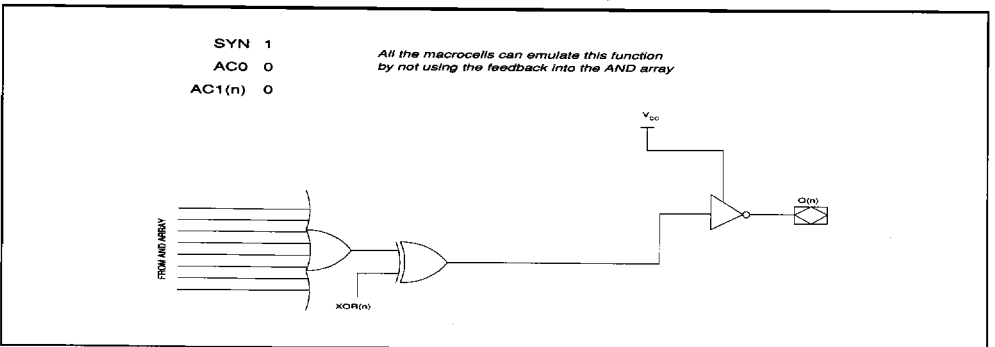 SYN 1
AC0 0
AC1(n) 0
All the macrocells can emulate this function
by not using the feedback into the AND array
VCC
O(n)
FROM AND ARRAY
XOR(n)